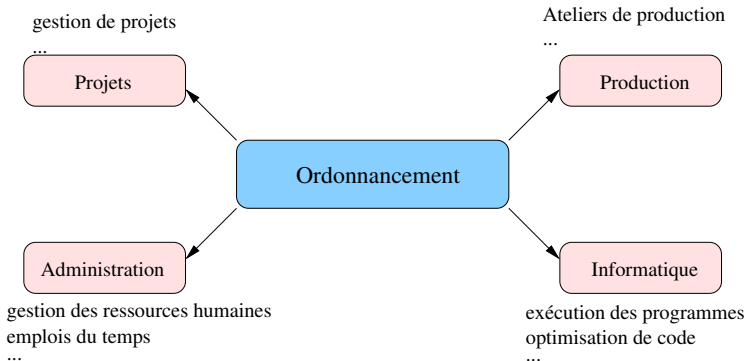 gestion de projets
...
Projets
Ateliers de production
...
Production
Ordonnancement
Administration
gestion des ressources humaines
emplois du temps
...
Informatique
exécution des programmes
optimisation de code
...